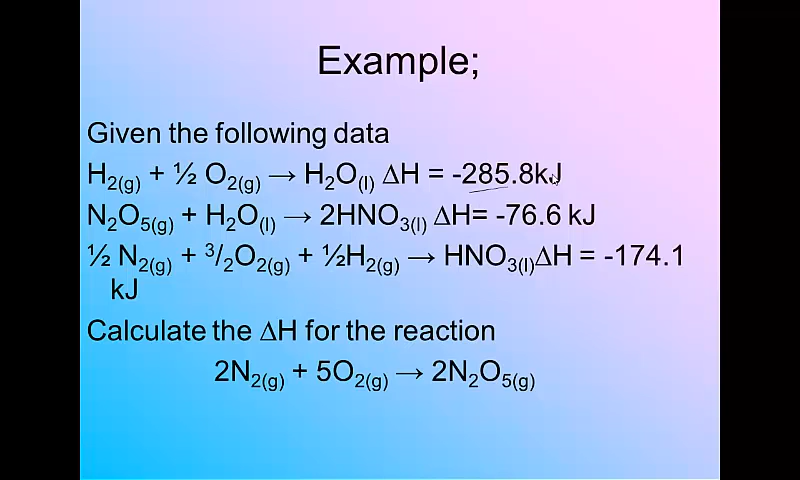 Example;
Given the following data
H₂₍g₎ + ½ O₂₍g₎ → H₂O₍l₎ ΔH = -285.8kJ
N₂O₅₍g₎ + H₂O₍l₎ → 2HNO₃₍l₎ ΔH= -76.6 kJ
½ N₂₍g₎ + ³/₂O₂₍g₎ + ½H₂₍g₎ → HNO₃₍l₎ΔH = -174.1
kJ
Calculate the ΔH for the reaction
2N₂₍g₎ + 5O₂₍g₎ → 2N₂O₅₍g₎